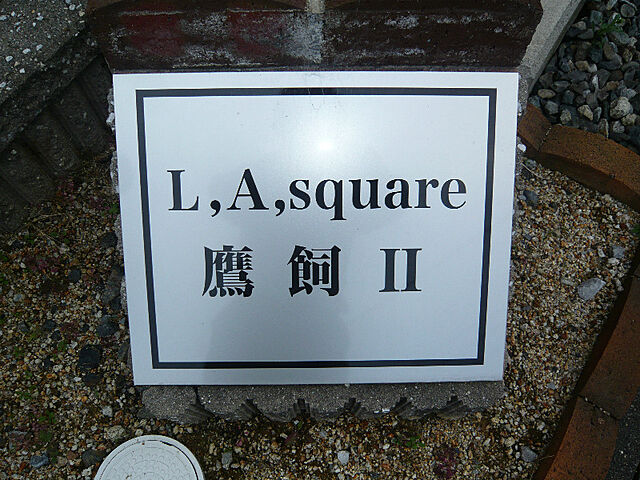 L,A,square
鷹飼 II